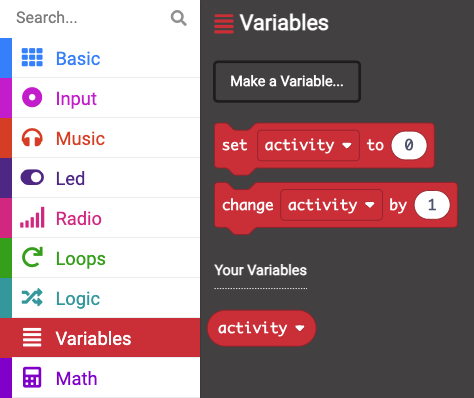 Search...
Basic
Input
Music
Led
Radio
Loops
Logic
Variables
Math
Variables
Make a Variable...
set activity to 0
change activity by 1
Your Variables
activity